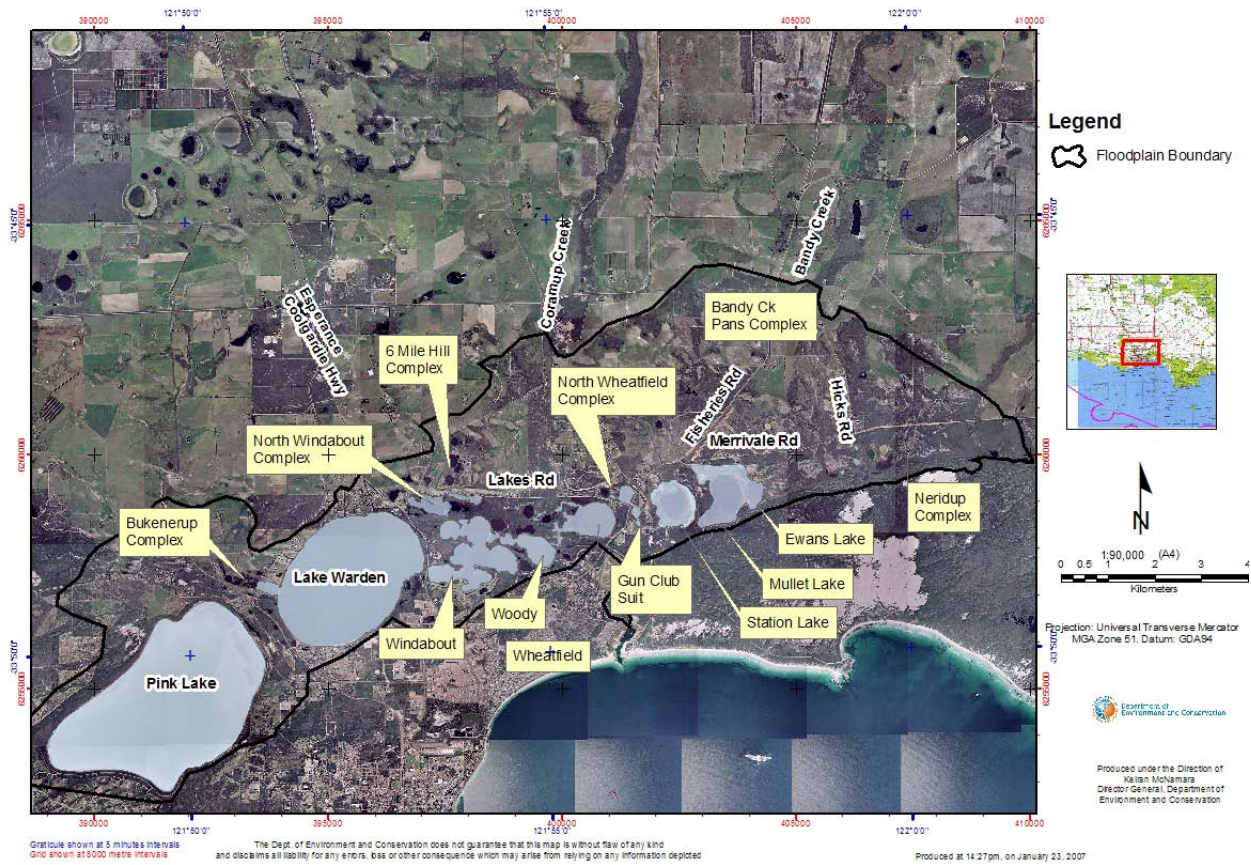 390000
121°50'0"
395000
121°55'0"
400000
405000
122°0'0"
410000
-33°45'0"
6265000
6260000
-33°50'0"
6255000
Esperance
Coolgardie Hwy
Coramup Creek
Bandy Creek
Bandy Ck
Pans Complex
6 Mile Hill
Complex
North Wheatfield
Complex
Fisheries Rd
Hicks Rd
Merrivale Rd
North Windabout
Complex
Lakes Rd
Neridup
Complex
Bukenerup
Complex
Lake Warden
Ewans Lake
Gun Club
Suit
Mullet Lake
Woody
Station Lake
Windabout
Wheatfield
Pink Lake
-33°45'0"
6265000
6260000
-33°50'0"
6255000
390000
121°50'0"
395000
121°55'0"
400000
405000
122°0'0"
410000
Legend
Floodplain Boundary
N
1:90,000 (A4)
0 0.5 1 2 3 4
Kilometers
Projection: Universal Transverse Mercator
MGA Zone 51. Datum: GDA94
Department of
Environment and Conservation
Produced under the Direction of
Keiran McNamara
Director General, Department of
Environment and Conservation
Graticule shown at 5 minutes intervals
Grid shown at 5000 metre intervals
The Dept. of Environment and Conservation does not guarantee that this map is without flaw of any kind
and disclaims all liability for any errors, loss or other consequence which may arise from relying on any information depicted
Produced at 14:27pm, on January 23, 2007